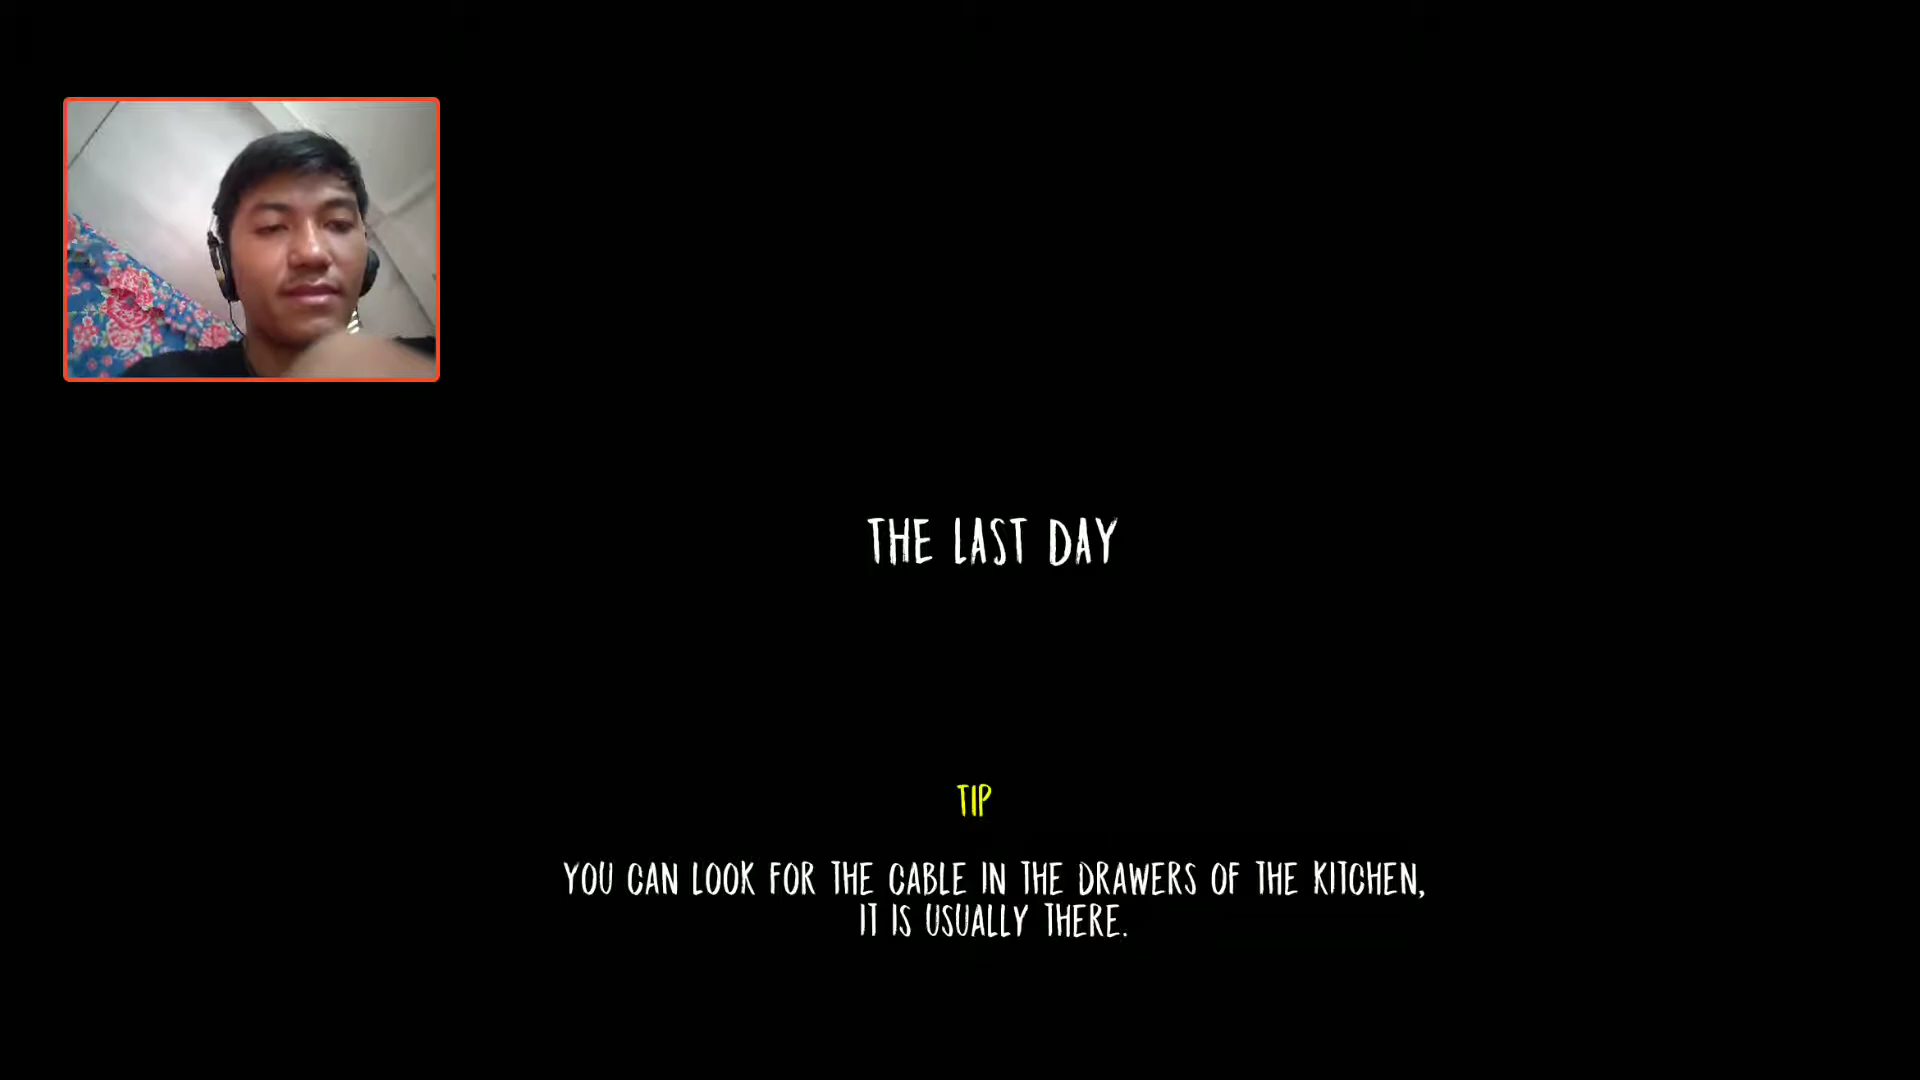 THE LAST DAY
TIP
YOU CAN LOOK FOR THE CABLE IN THE DRAWERS OF THE KITCHEN,
IT IS USUALLY THERE.